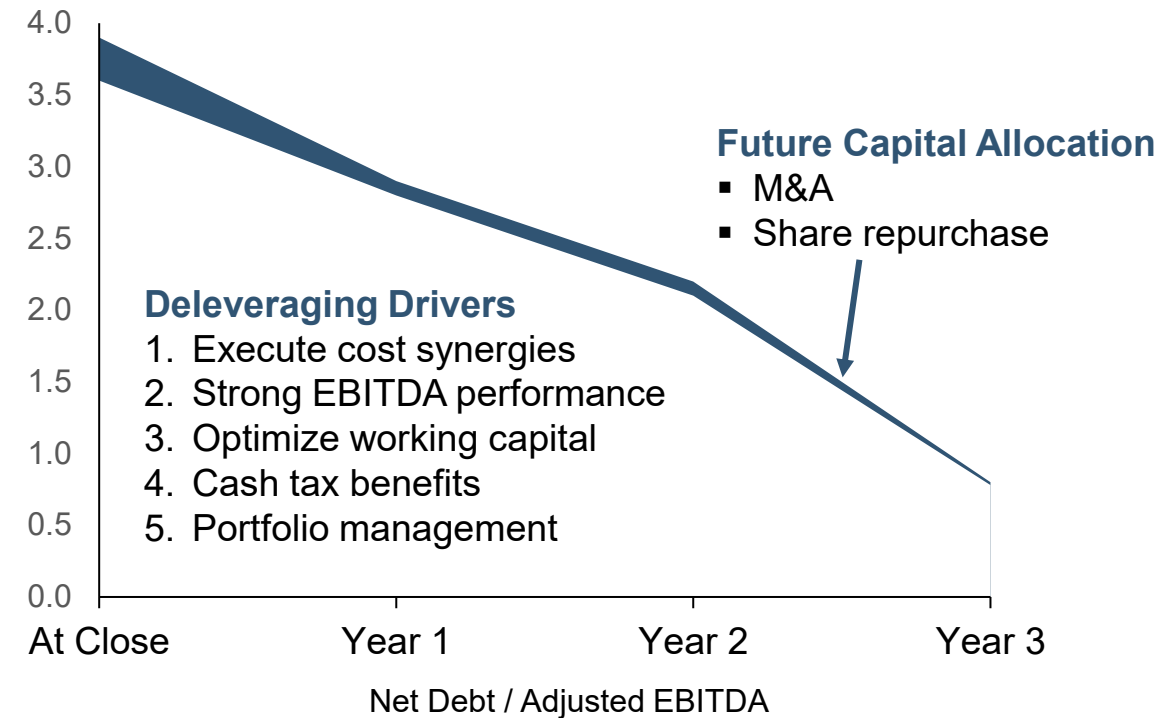 4.0
3.5
3.0
2.5
2.0
1.5
1.0
0.5
0.0
Future Capital Allocation
▪ M&A
▪ Share repurchase
Deleveraging Drivers
1. Execute cost synergies
2. Strong EBITDA performance
3. Optimize working capital
4. Cash tax benefits
5. Portfolio management
At Close Year 1 Year 2 Year 3
Net Debt / Adjusted EBITDA